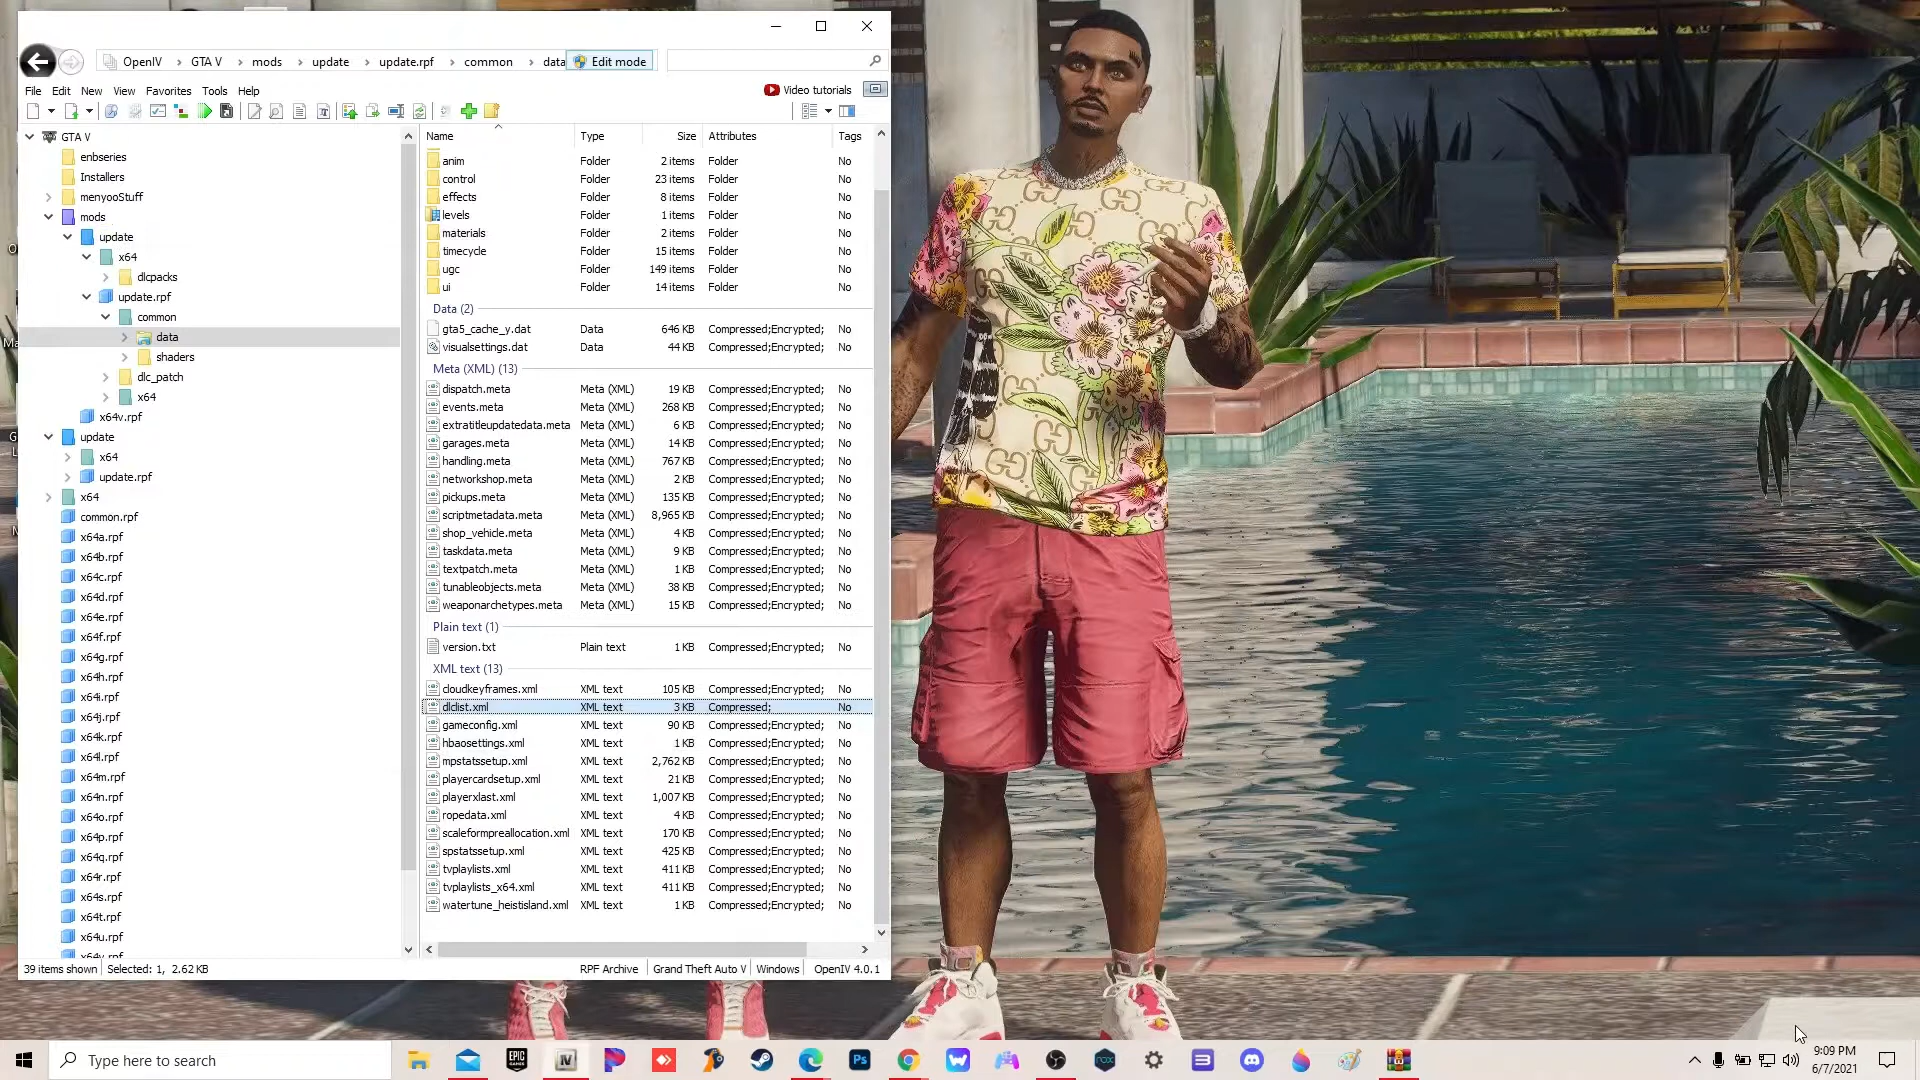 OpenIV > GTA V > mods > update > update.rpf > common > data Edit mode
File Edit New View Favorites Tools Help Video tutorials
GTA V
enbseries
Installers
menyooStuff
mods
update
x64
dlcpacks
update.rpf
common
data
shaders
dlc_patch
x64
x64v.rpf
update
x64
update.rpf
x64
common.rpf
x64a.rpf
x64b.rpf
x64c.rpf
x64d.rpf
x64e.rpf
x64f.rpf
x64g.rpf
x64h.rpf
x64i.rpf
x64j.rpf
x64k.rpf
x64l.rpf
x64m.rpf
x64n.rpf
x64o.rpf
x64p.rpf
x64q.rpf
x64r.rpf
x64s.rpf
x64t.rpf
x64u.rpf
x64v.rpf
Name Type Size Attributes Tags
anim Folder 2 items Folder No
control Folder 23 items Folder No
effects Folder 8 items Folder No
levels Folder 1 items Folder No
materials Folder 2 items Folder No
timecycle Folder 15 items Folder No
ugc Folder 149 items Folder No
ui Folder 14 items Folder No
Data (2)
gta5_cache_y.dat Data 646 KB Compressed;Encrypted; No
visualsettings.dat Data 44 KB Compressed;Encrypted; No
Meta (XML) (13)
dispatch.meta Meta (XML) 19 KB Compressed;Encrypted; No
events.meta Meta (XML) 268 KB Compressed;Encrypted; No
extratitleupdatedata.meta Meta (XML) 6 KB Compressed;Encrypted; No
garages.meta Meta (XML) 14 KB Compressed;Encrypted; No
handling.meta Meta (XML) 767 KB Compressed;Encrypted; No
networkshop.meta Meta (XML) 2 KB Compressed;Encrypted; No
pickups.meta Meta (XML) 135 KB Compressed;Encrypted; No
scriptmetadata.meta Meta (XML) 8,965 KB Compressed;Encrypted; No
shop_vehicle.meta Meta (XML) 4 KB Compressed;Encrypted; No
taskdata.meta Meta (XML) 9 KB Compressed;Encrypted; No
textpatch.meta Meta (XML) 1 KB Compressed;Encrypted; No
tunableobjects.meta Meta (XML) 38 KB Compressed;Encrypted; No
weaponarchetypes.meta Meta (XML) 15 KB Compressed;Encrypted; No
Plain text (1)
version.txt Plain text 1 KB Compressed;Encrypted; No
XML text (13)
cloudkeyframes.xml XML text 105 KB Compressed;Encrypted; No
dlclist.xml XML text 3 KB Compressed; No
gameconfig.xml XML text 90 KB Compressed;Encrypted; No
hbaosettings.xml XML text 1 KB Compressed;Encrypted; No
mpstatssetup.xml XML text 2,762 KB Compressed;Encrypted; No
playercardsetup.xml XML text 21 KB Compressed;Encrypted; No
playerxlast.xml XML text 1,007 KB Compressed;Encrypted; No
ropedata.xml XML text 4 KB Compressed;Encrypted; No
scaleformpreallocation.xml XML text 170 KB Compressed;Encrypted; No
spstatssetup.xml XML text 425 KB Compressed;Encrypted; No
tvplaylists.xml XML text 411 KB Compressed;Encrypted; No
tvplaylists_x64.xml XML text 411 KB Compressed;Encrypted; No
watertune_heistisland.xml XML text 1 KB Compressed;Encrypted; No
39 items shown Selected: 1, 2.62 KB RPF Archive Grand Theft Auto V Windows OpenIV 4.0.1
Type here to search
EPIC GAMES
IV
Ps
9:09 PM
6/7/2021